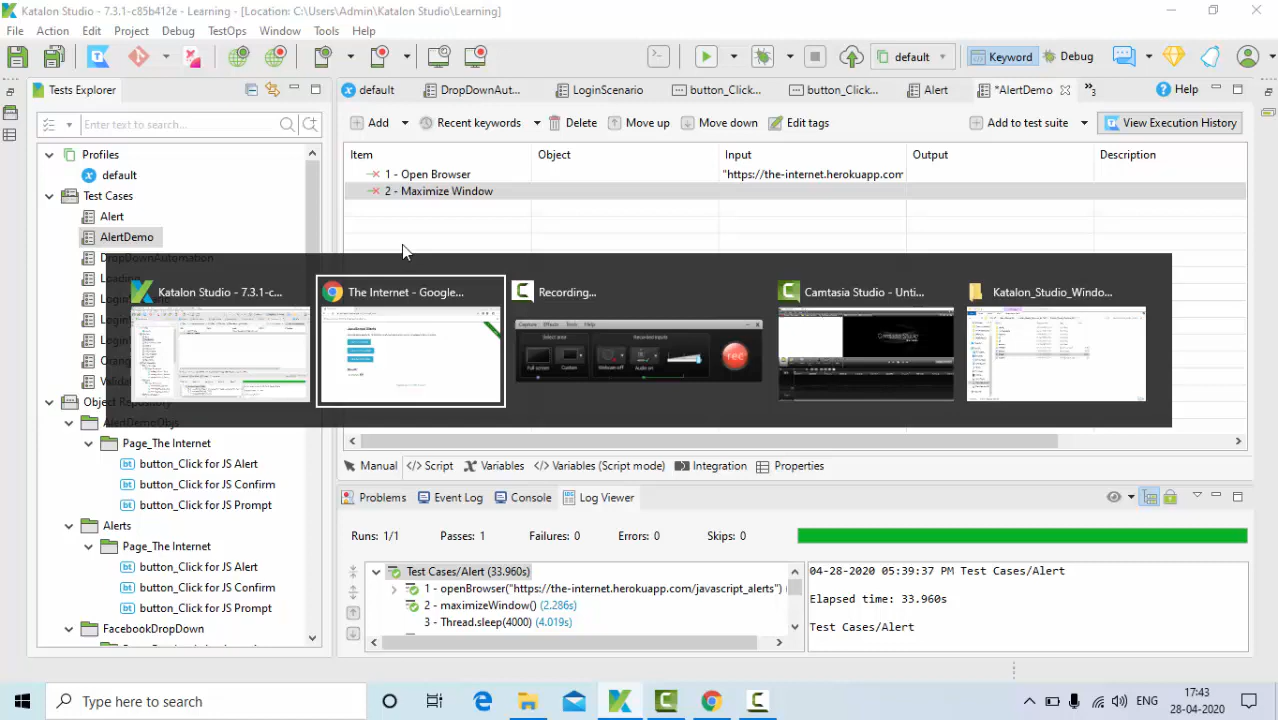 Katalon Studio - 7.3.1-c85b412e - Learning - [Location: C:\Users\Admin\Katalon Studio\Learning]
File Action Edit Project Debug TestOps Window Tools Help
default
Keyword
Debug
Tests Explorer
default
DropDownAut...
LoginScenario
button_Click...
button_Click...
Alert
*AlertDemo
Help
Enter text to search...
Add
Recent keywords
Delete
Move up
Move down
Edit tags
Add to test suite
View Execution History
Item Object Input Output Description
1 - Open Browser "https://the-internet.herokuapp.com
2 - Maximize Window
Profiles
default
Test Cases
Alert
AlertDemo
DropDownAutomation
Object Repository
AlertDemoObjs
Page_The Internet
button_Click for JS Alert
button_Click for JS Confirm
button_Click for JS Prompt
Alerts
Page_The Internet
button_Click for JS Alert
button_Click for JS Confirm
button_Click for JS Prompt
FacebookDropDown
Katalon Studio - 7.3.1-c...
The Internet - Google...
Recording...
Camtasia Studio - Unti...
Katalon_Studio_Windo...
Manual
Script
Variables
Variables (Script mode)
Integration
Properties
Problems
Event Log
Console
Log Viewer
Runs: 1/1 Passes: 1 Failures: 0 Errors: 0 Skips: 0
Test Cases/Alert (33.960s)
1 - openBrowser("https://the-internet.herokuapp.com/javascript_alerts") (
2 - maximizeWindow() (2.286s)
3 - Thread.sleep(4000) (4.019s)
04-28-2020 05:39:37 PM Test Cases/Alert
Elapsed time: 33.960s
Test Cases/Alert
Type here to search
ENG
17:43
28-04-2020